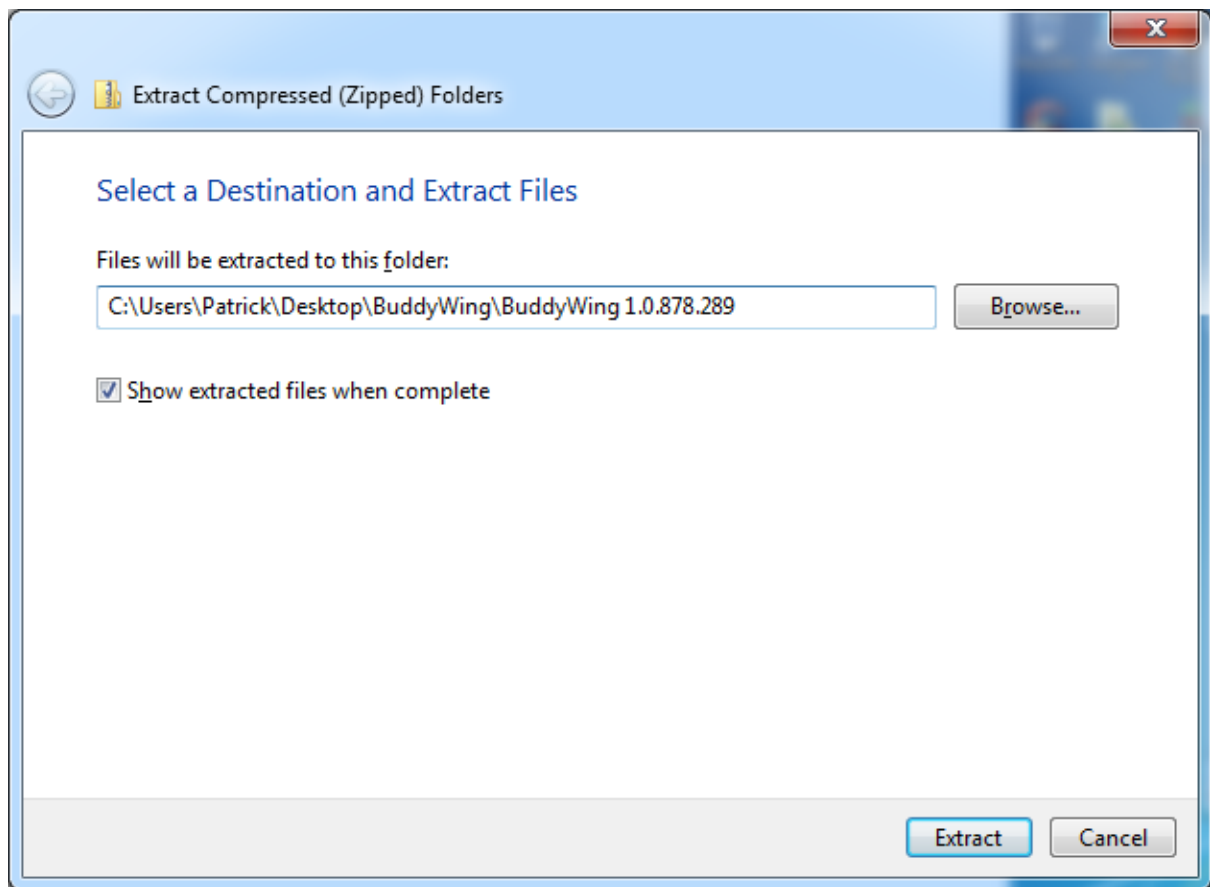 Extract Compressed (Zipped) Folders
Select a Destination and Extract Files
Files will be extracted to this folder:
C:\Users\Patrick\Desktop\BuddyWing\BuddyWing 1.0.878.289
Browse...
Show extracted files when complete
Extract
Cancel